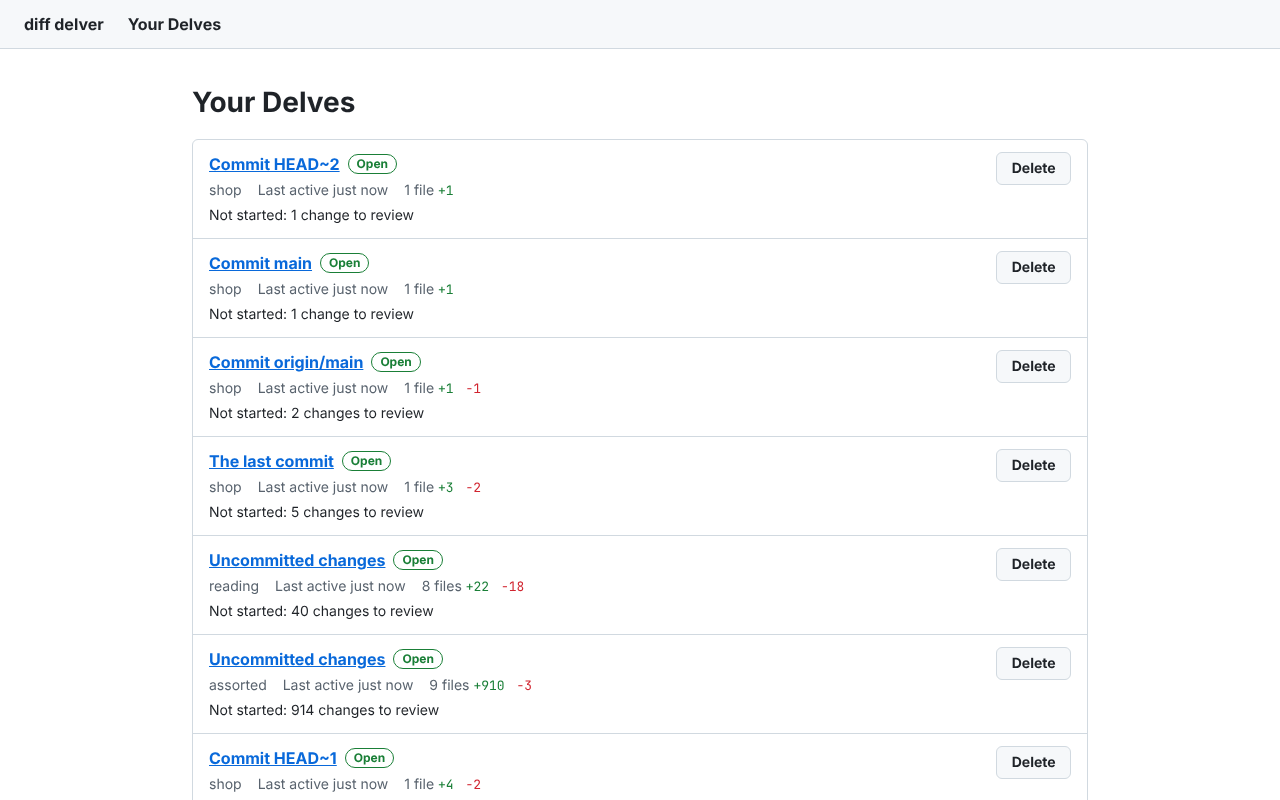 diff delver Your Delves
Your Delves
Commit HEAD~2 Open Delete
shop Last active just now 1 file +1
Not started: 1 change to review
Commit main Open Delete
shop Last active just now 1 file +1
Not started: 1 change to review
Commit origin/main Open Delete
shop Last active just now 1 file +1 -1
Not started: 2 changes to review
The last commit Open Delete
shop Last active just now 1 file +3 -2
Not started: 5 changes to review
Uncommitted changes Open Delete
reading Last active just now 8 files +22 -18
Not started: 40 changes to review
Uncommitted changes Open Delete
assorted Last active just now 9 files +910 -3
Not started: 914 changes to review
Commit HEAD~1 Open Delete
shop Last active just now 1 file +4 -2